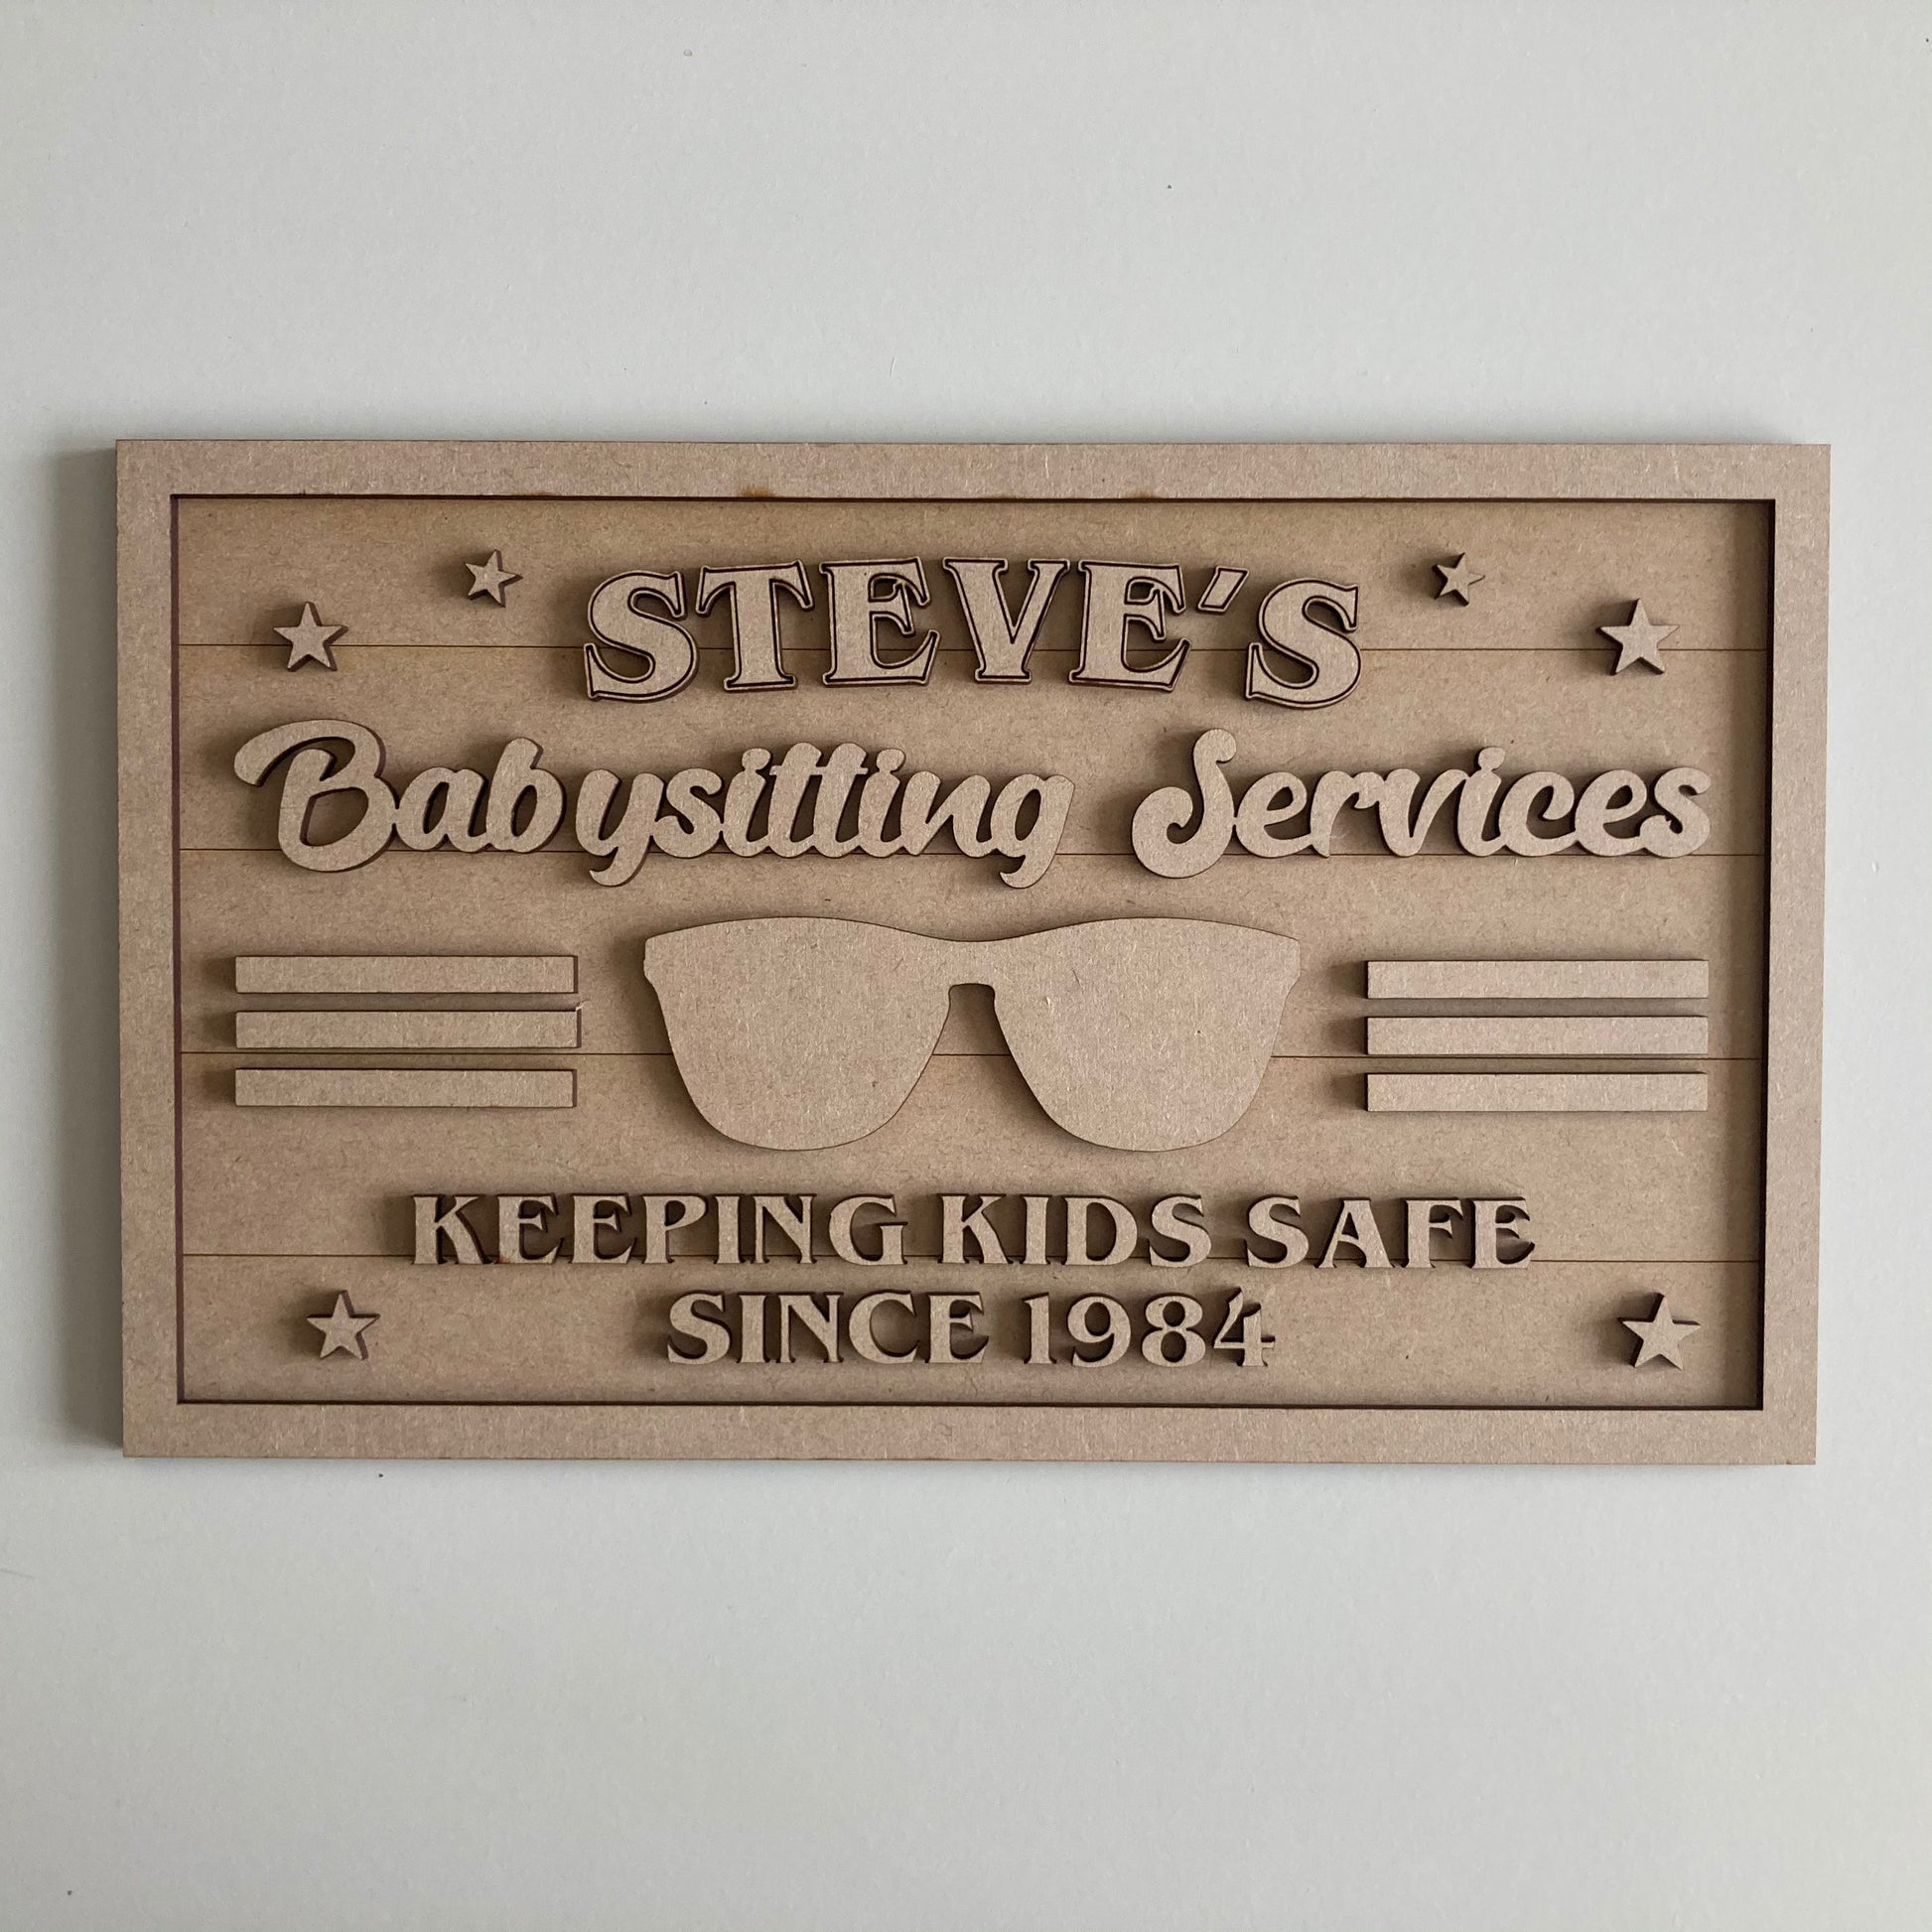 STEVE'S
Babysitting Services
KEEPING KIDS SAFE
SINCE 1984